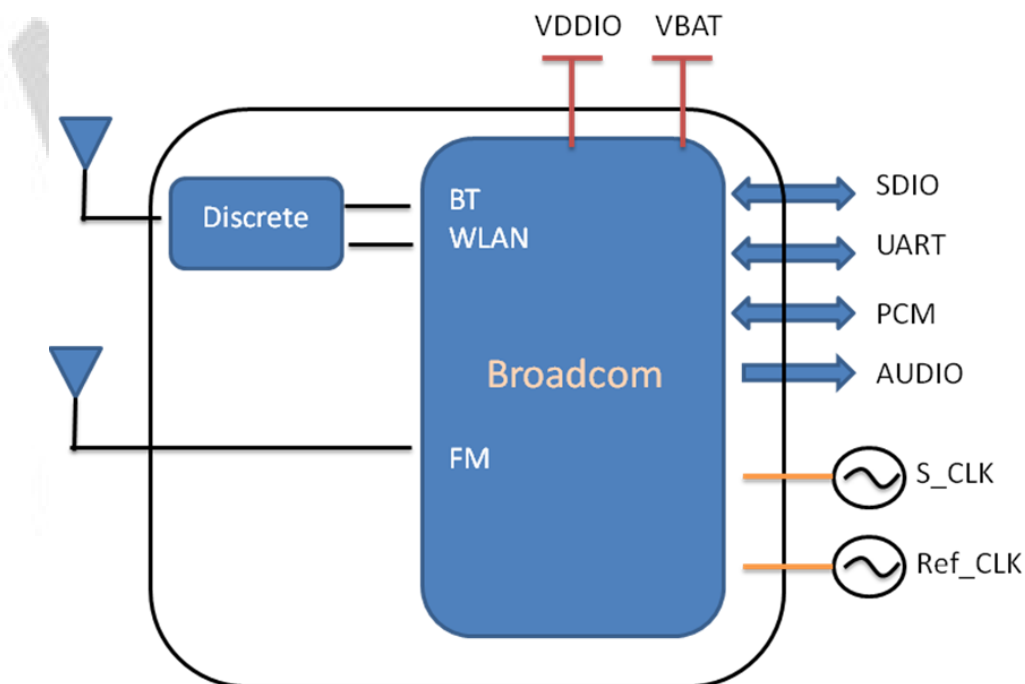 VDDIO VBAT
SDIO
BT
Discrete
WLAN
UART
PCM
Broadcom
AUDIO
FM
S_CLK
Ref_CLK